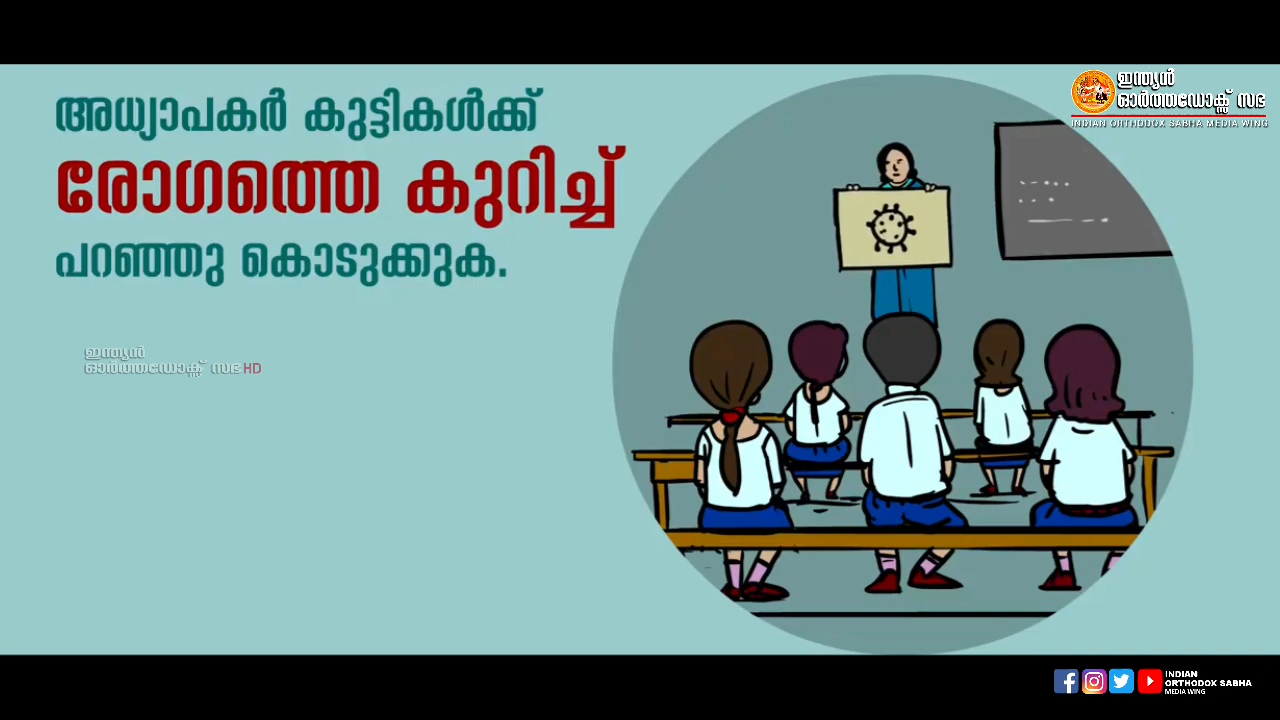 അധ്യാപകർ കുട്ടികൾക്ക്
രോഗത്തെ കുറിച്ച്
പറഞ്ഞു കൊടുക്കുക.
ഇന്ത്യൻ
ഓർത്തഡോക്സ് സഭ
INDIAN ORTHODOX SABHA MEDIA WING
ഇന്ത്യൻ
ഓർത്തഡോക്സ് സഭ HD
INDIAN
ORTHODOX SABHA
MEDIA WING